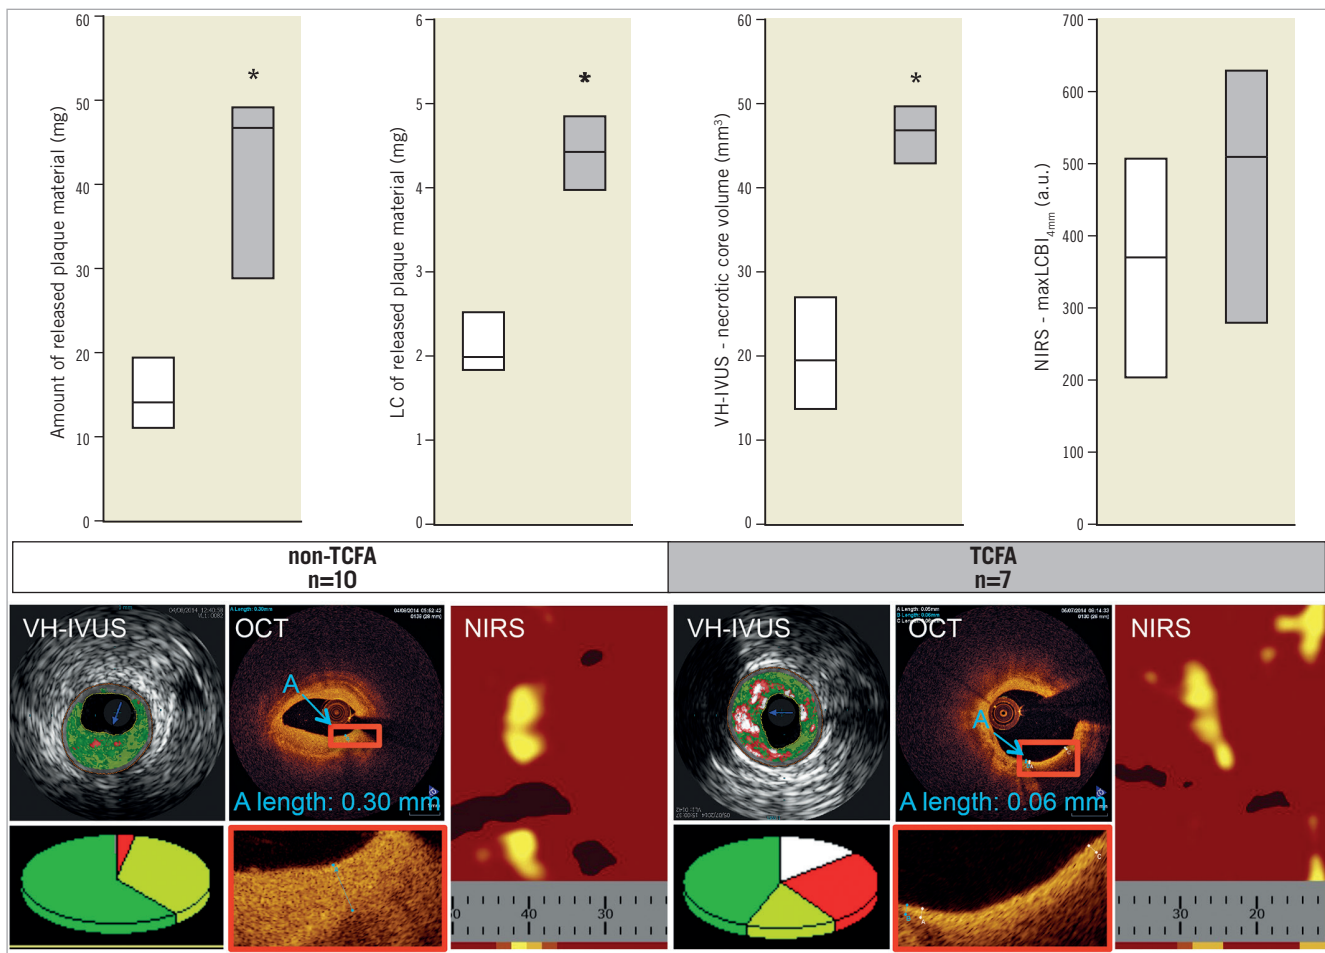 Amount of released plaque material (mg)
60
50
40
30
20
10
0
*
LC of released plaque material (mg)
6
5
4
3
2
1
0
*
VH-IVUS - necrotic core volume (mm³)
60
50
40
30
20
10
0
*
NIRS - maxLCBI4mm (a.u.)
700
600
500
400
300
200
100
0
non-TCFA
n=10
TCFA
n=7
VH-IVUS
OCT
A
A length: 0.30 mm
NIRS
40
30
VH-IVUS
OCT
A
A length: 0.06 mm
NIRS
30
20